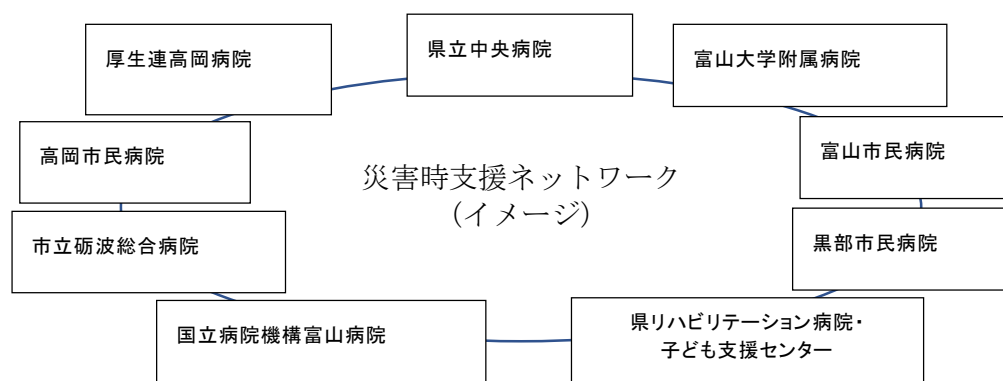 厚生連高岡病院
県立中央病院
富山大学附属病院
高岡市民病院
富山市民病院
災害時支援ネットワーク
（イメージ）
市立砺波総合病院
黒部市民病院
国立病院機構富山病院
県リハビリテーション病院・
子ども支援センター